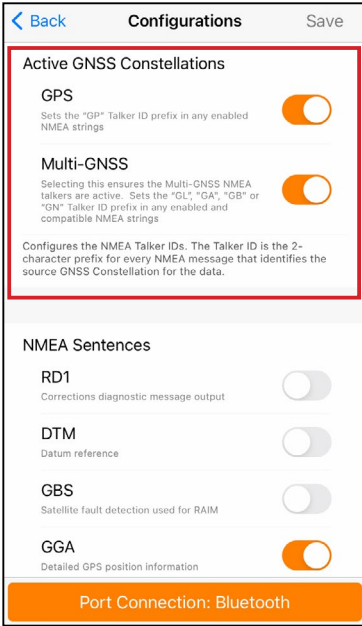 Back
Configurations
Save
Active GNSS Constellations
GPS
Sets the "GP" Talker ID prefix in any enabled
NMEA strings
Multi-GNSS
Selecting this ensures the Multi-GNSS NMEA
talkers are active. Sets the "GL", "GA", "GB" or
"GN" Talker ID prefix in any enabled and
compatible NMEA strings
Configures the NMEA Talker IDs. The Talker ID is the 2-
character prefix for every NMEA message that identifies the
source GNSS Constellation for the data.
NMEA Sentences
RD1
Corrections diagnostic message output
DTM
Datum reference
GBS
Satellite fault detection used for RAIM
GGA
Detailed GPS position information
Port Connection: Bluetooth